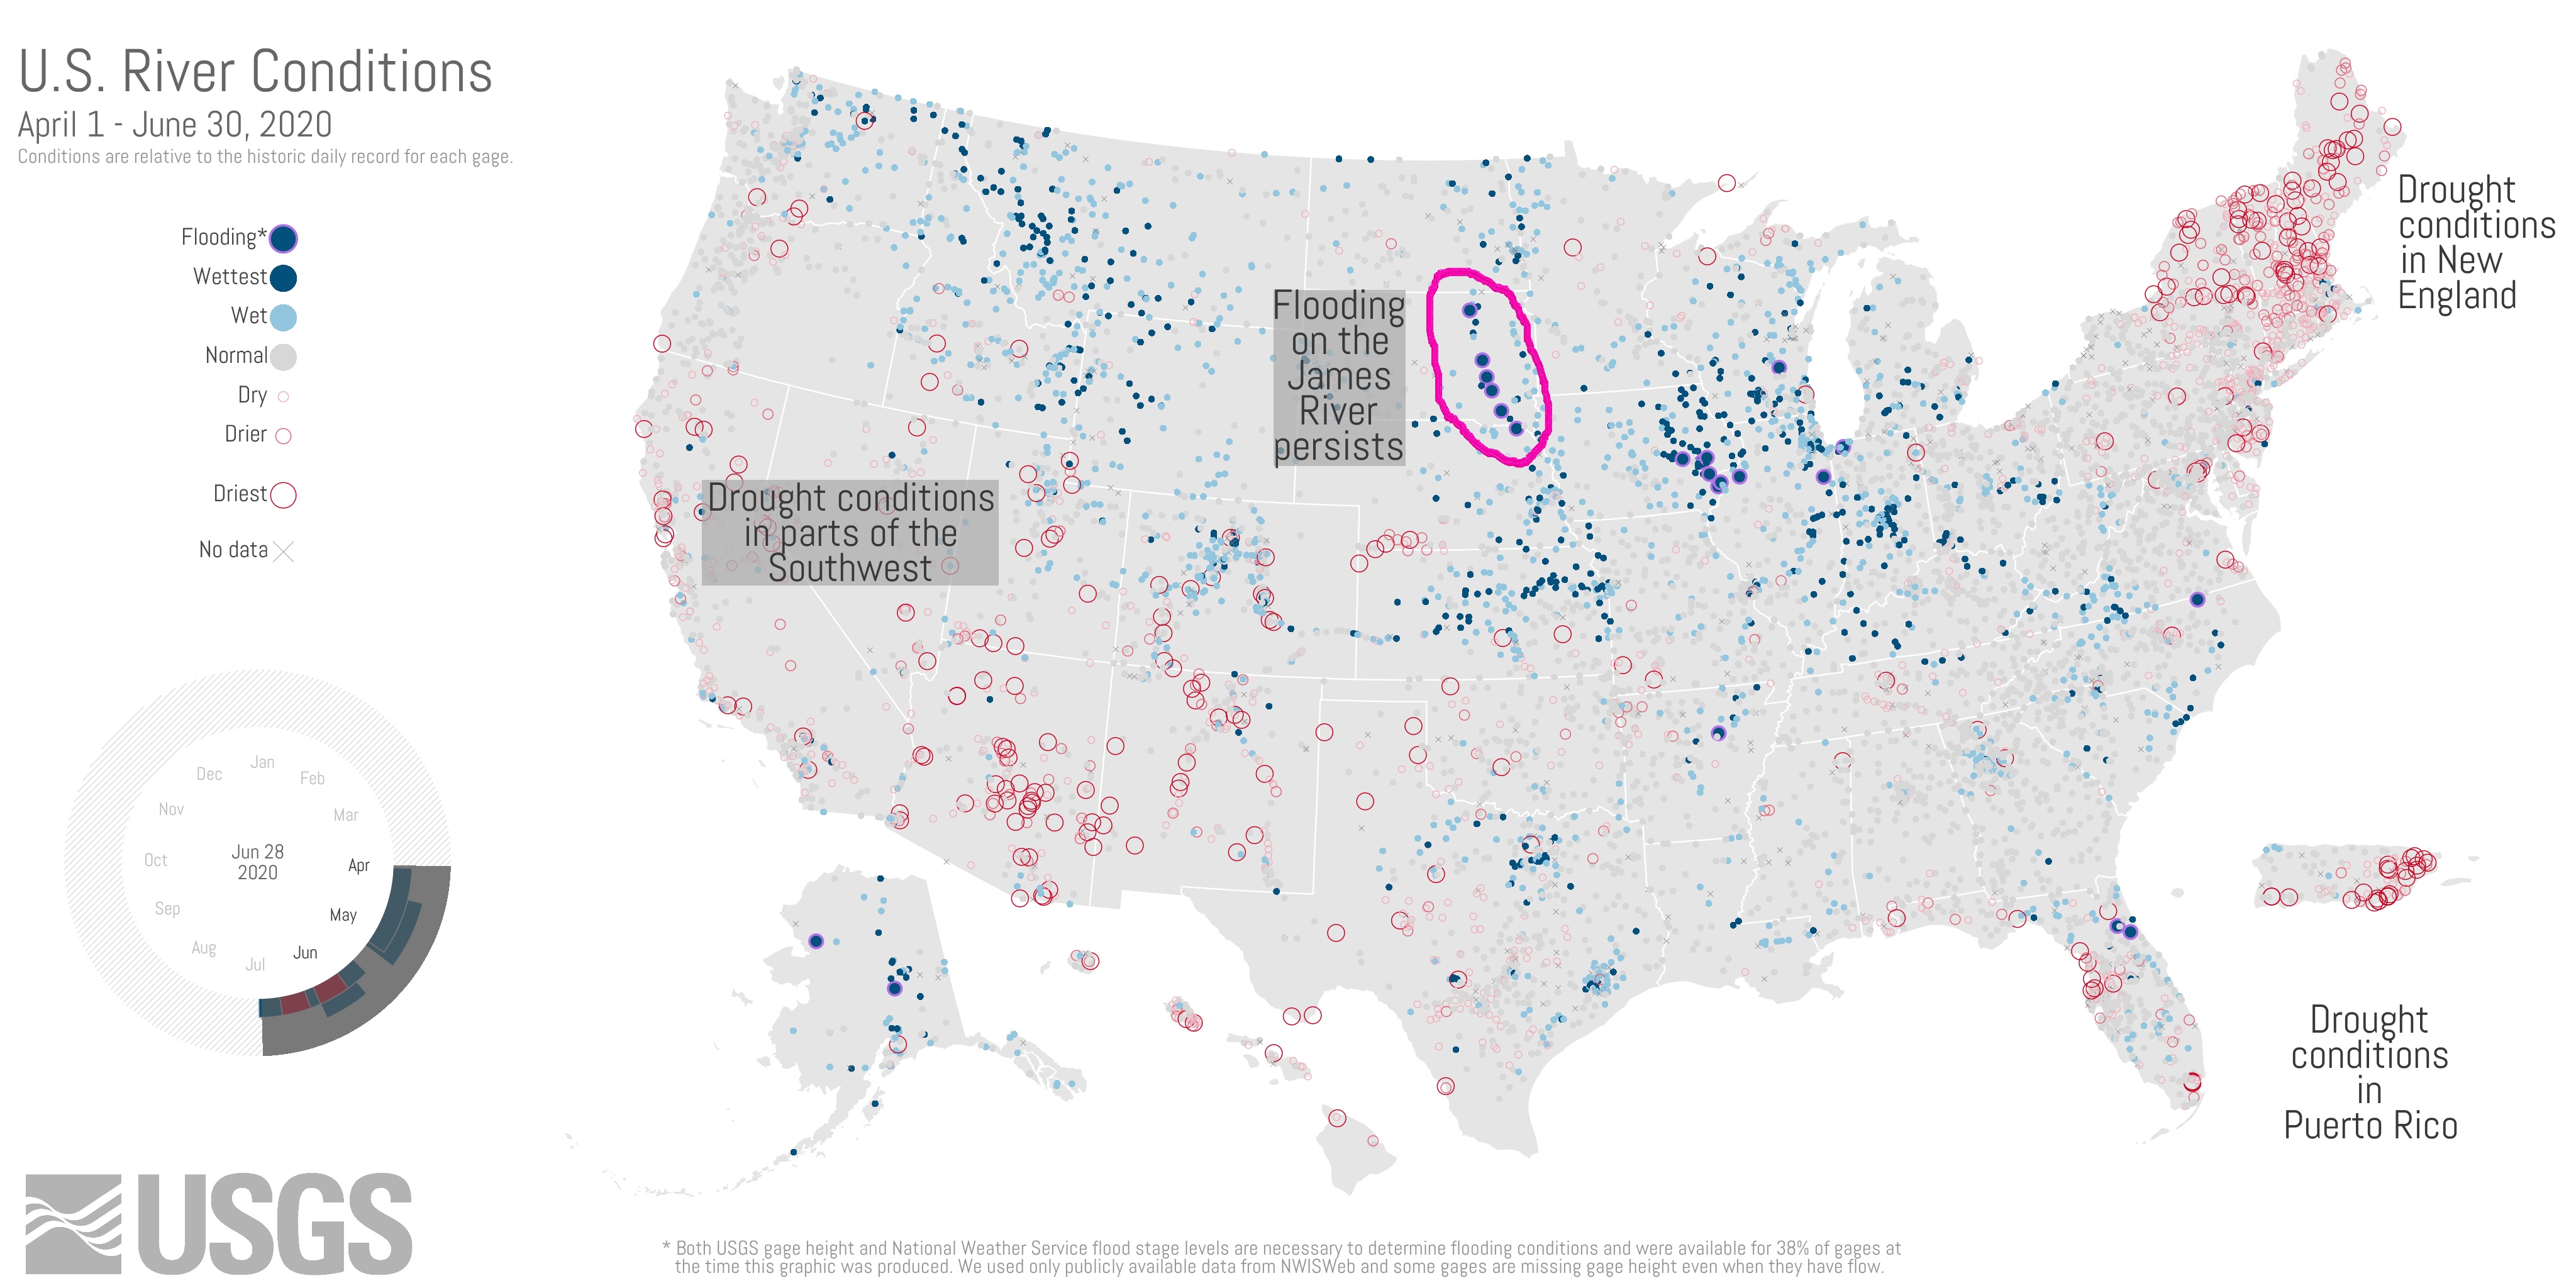 U.S. River Conditions
April 1 - June 30, 2020
Conditions are relative to the historic daily record for each gage.
Flooding*
Wettest
Wet
Normal
Dry
Drier
Driest
No data
Drought
conditions
in New
England
Flooding
on the
James
River
persists
Drought conditions
in parts of the
Southwest
Jan
Feb
Mar
Apr
May
Jun
Jul
Aug
Sep
Oct
Nov
Dec
Jun 28
2020
Drought
conditions
in
Puerto Rico
USGS
* Both USGS gage height and National Weather Service flood stage levels are necessary to determine flooding conditions and were available for 38% of gages at
the time this graphic was produced. We used only publicly available data from NWISWeb and some gages are missing gage height even when they have flow.